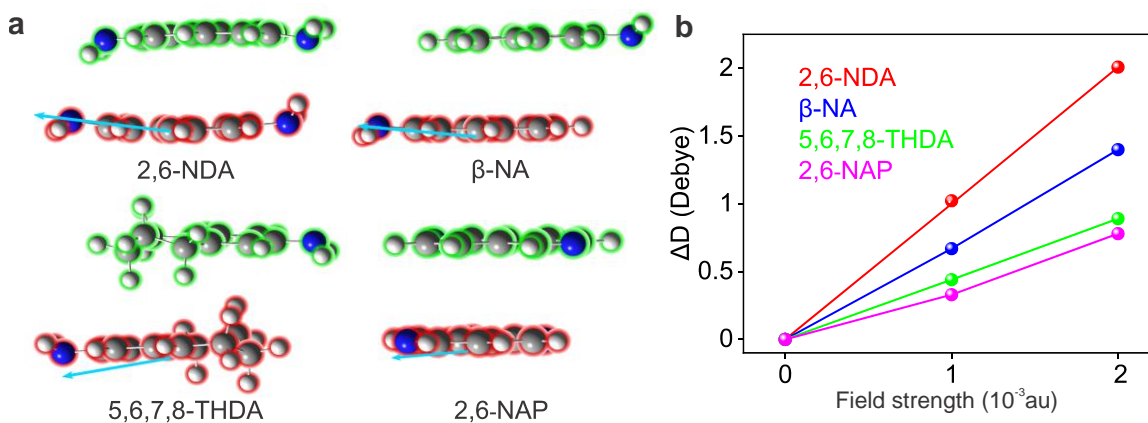 a
2,6-NDA
β-NA
5,6,7,8-THDA
2,6-NAP
b
2,6-NDA
β-NA
5,6,7,8-THDA
2,6-NAP
ΔD (Debye)
2
1.5
1
0.5
0
0 1 2
Field strength (10⁻³au)